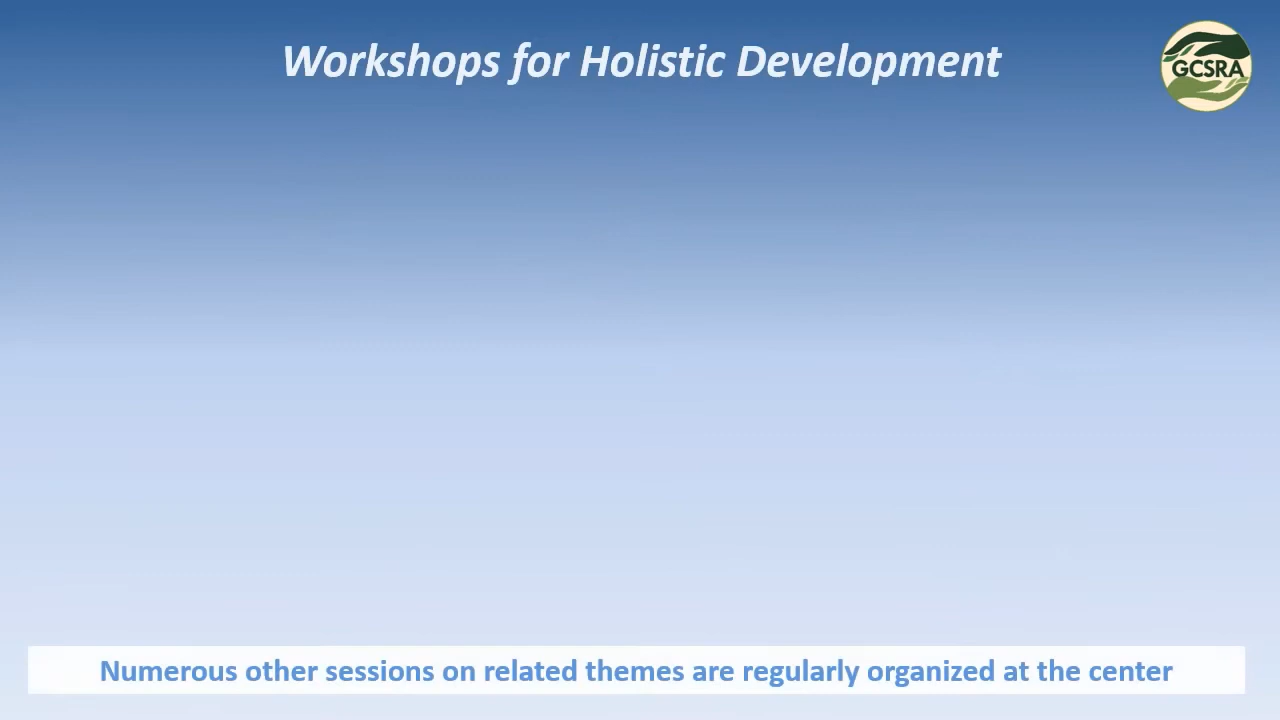 Workshops for Holistic Development
GCSRA
Numerous other sessions on related themes are regularly organized at the center